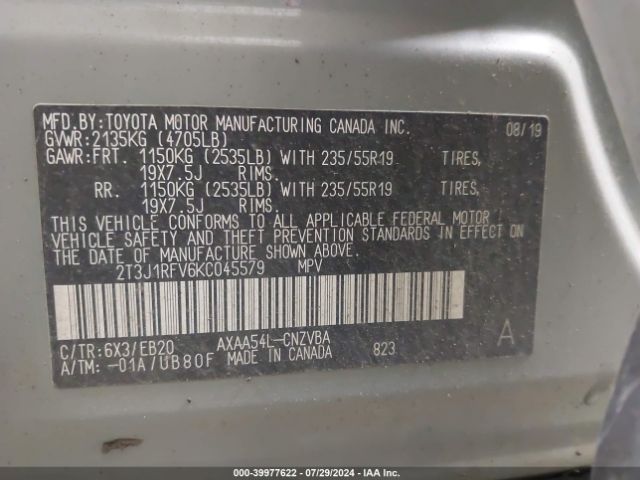 MFD.BY:TOYOTA MOTOR MANUFACTURING CANADA INC. 08/19
GVWR:2135KG (4705LB)
GAWR:FRT. 1150KG (2535LB) WITH 235/55R19 TIRES,
19X7.5J RIMS.
RR. 1150KG (2535LB) WITH 235/55R19 TIRES,
19X7.5J RIMS.
THIS VEHICLE CONFORMS TO ALL APPLICABLE FEDERAL MOTOR
VEHICLE SAFETY AND THEFT PREVENTION STANDARDS IN EFFECT ON
THE DATE OF MANUFACTURE SHOWN ABOVE.
2T3J1RFV6KC045579 MPV
C/TR:6X3/EB20 AXAA54L-CNZVBA 823 A
A/TM:-01A/UB80F MADE IN CANADA
000-39977622 - 07/29/2024 - IAA Inc.